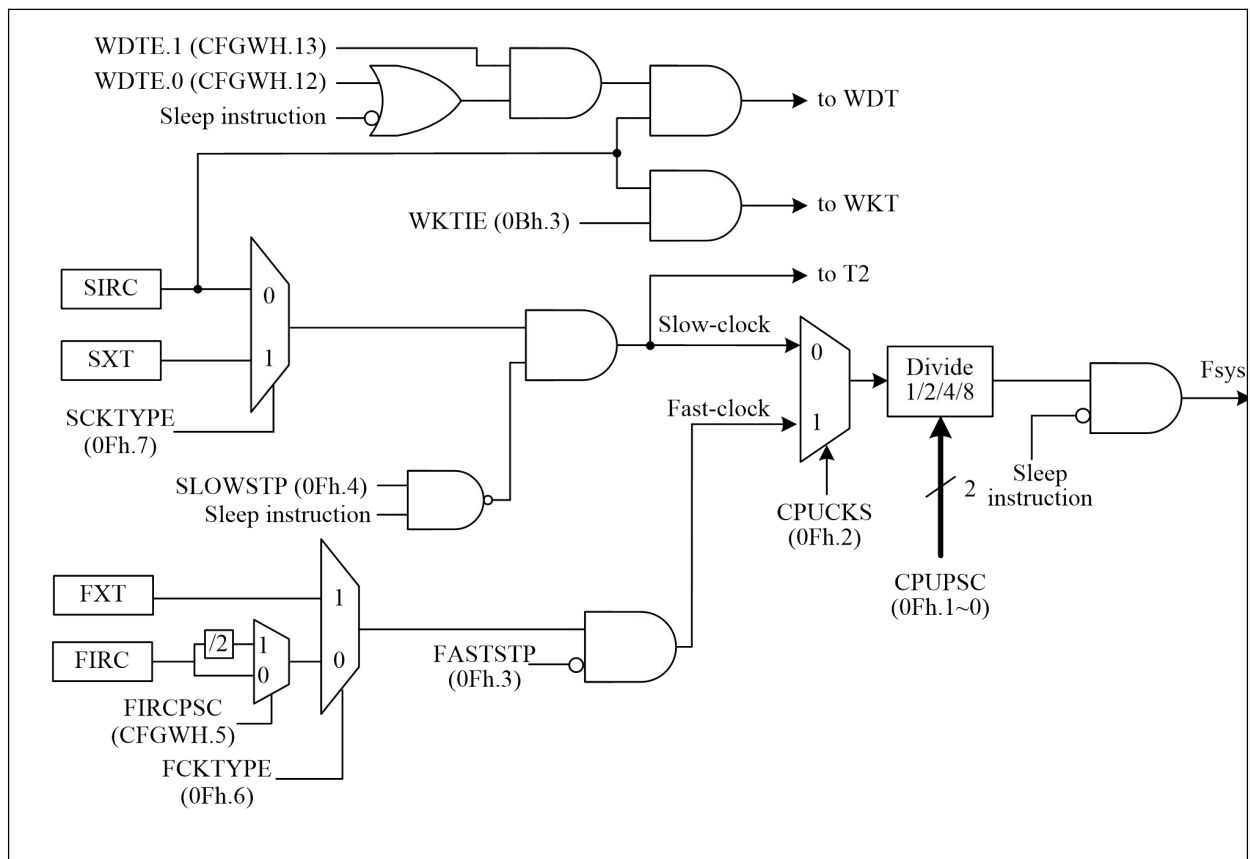 WDTE.1 (CFGWH.13)
WDTE.0 (CFGWH.12)
Sleep instruction
to WDT
WKTIE (0Bh.3)
to WKT
SIRC
0
SXT
1
SCKTYPE
(0Fh.7)
to T2
Slow-clock
0
Fast-clock
1
Divide
1/2/4/8
Fsys
Sleep
instruction
SLOWSTP (0Fh.4)
Sleep instruction
CPUCKS
(0Fh.2)
2
CPUPSC
(0Fh.1~0)
FXT
1
FIRC
/2
1
0
0
FIRCPSC
(CFGWH.5)
FCKTYPE
(0Fh.6)
FASTSTP
(0Fh.3)